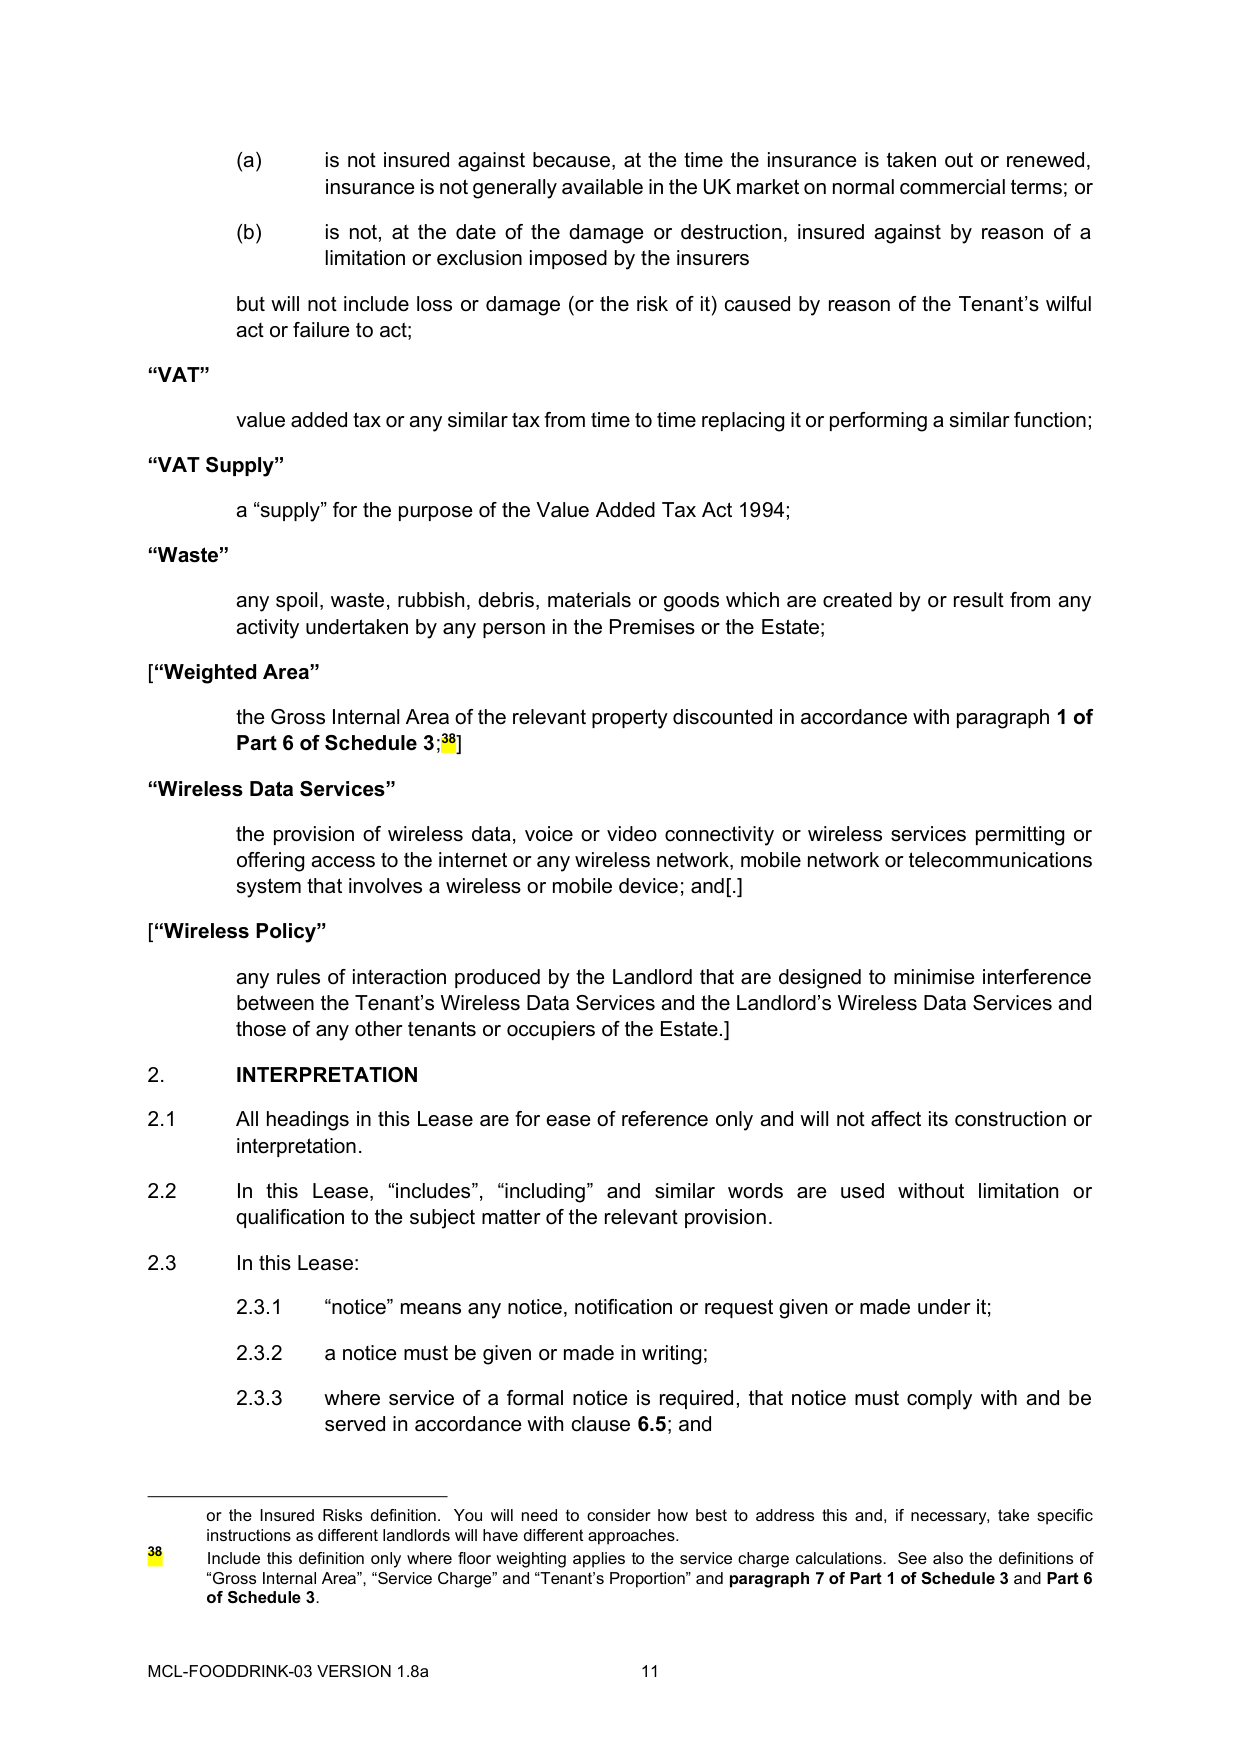 (a) is not insured against because, at the time the insurance is taken out or renewed,
insurance is not generally available in the UK market on normal commercial terms; or
(b) is not, at the date of the damage or destruction, insured against by reason of a
limitation or exclusion imposed by the insurers
but will not include loss or damage (or the risk of it) caused by reason of the Tenant’s wilful
act or failure to act;
“VAT”
value added tax or any similar tax from time to time replacing it or performing a similar function;
“VAT Supply”
a “supply” for the purpose of the Value Added Tax Act 1994;
“Waste”
any spoil, waste, rubbish, debris, materials or goods which are created by or result from any
activity undertaken by any person in the Premises or the Estate;
[“Weighted Area”
the Gross Internal Area of the relevant property discounted in accordance with paragraph 1 of
Part 6 of Schedule 3;38]
“Wireless Data Services”
the provision of wireless data, voice or video connectivity or wireless services permitting or
offering access to the internet or any wireless network, mobile network or telecommunications
system that involves a wireless or mobile device; and[.]
[“Wireless Policy”
any rules of interaction produced by the Landlord that are designed to minimise interference
between the Tenant’s Wireless Data Services and the Landlord’s Wireless Data Services and
those of any other tenants or occupiers of the Estate.]
2. INTERPRETATION
2.1 All headings in this Lease are for ease of reference only and will not affect its construction or
interpretation.
2.2 In this Lease, “includes”, “including” and similar words are used without limitation or
qualification to the subject matter of the relevant provision.
2.3 In this Lease:
2.3.1 “notice” means any notice, notification or request given or made under it;
2.3.2 a notice must be given or made in writing;
2.3.3 where service of a formal notice is required, that notice must comply with and be
served in accordance with clause 6.5; and
or the Insured Risks definition. You will need to consider how best to address this and, if necessary, take specific
instructions as different landlords will have different approaches.
38 Include this definition only where floor weighting applies to the service charge calculations. See also the definitions of
“Gross Internal Area”, “Service Charge” and “Tenant’s Proportion” and paragraph 7 of Part 1 of Schedule 3 and Part 6
of Schedule 3.
MCL-FOODDRINK-03 VERSION 1.8a 11